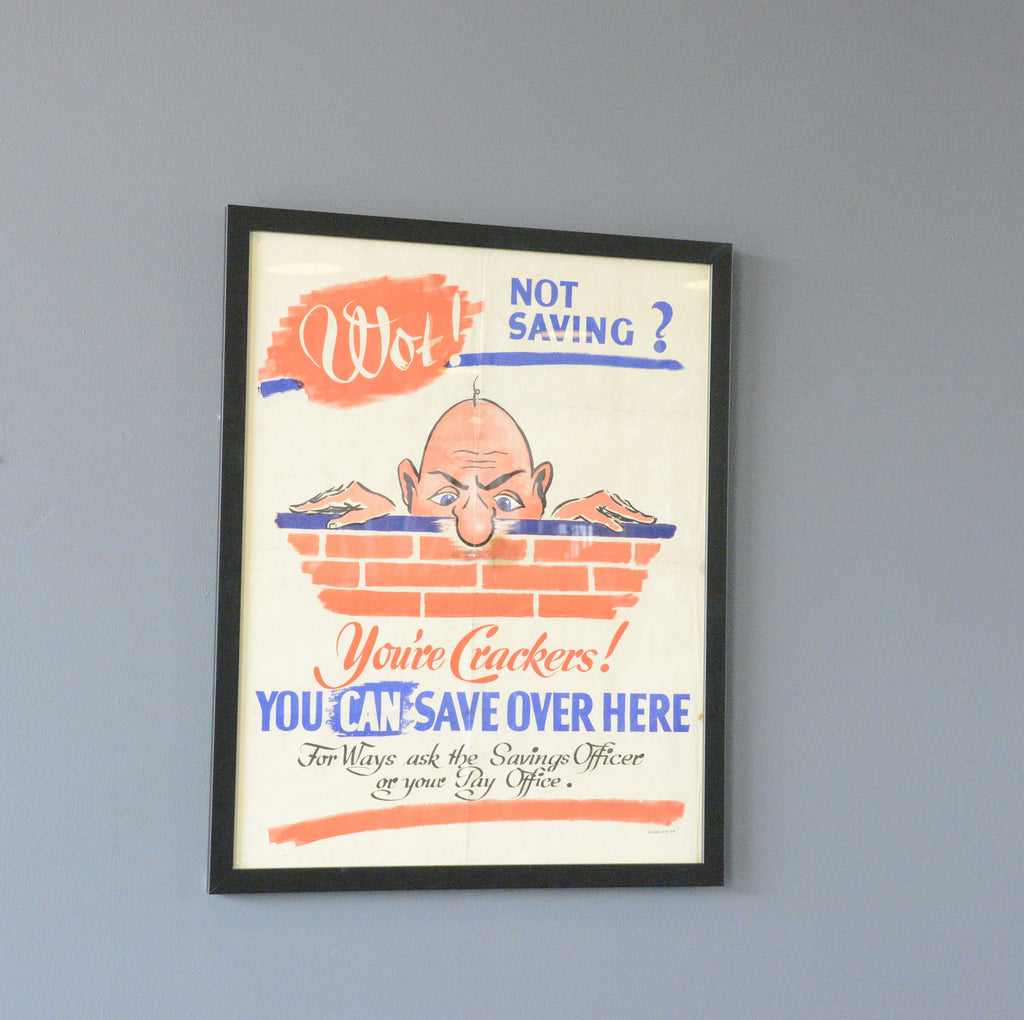 Wot!
NOT
SAVING ?
You're Crackers!
YOU CAN SAVE OVER HERE
For Ways ask the Savings Officer
or your Pay Office.